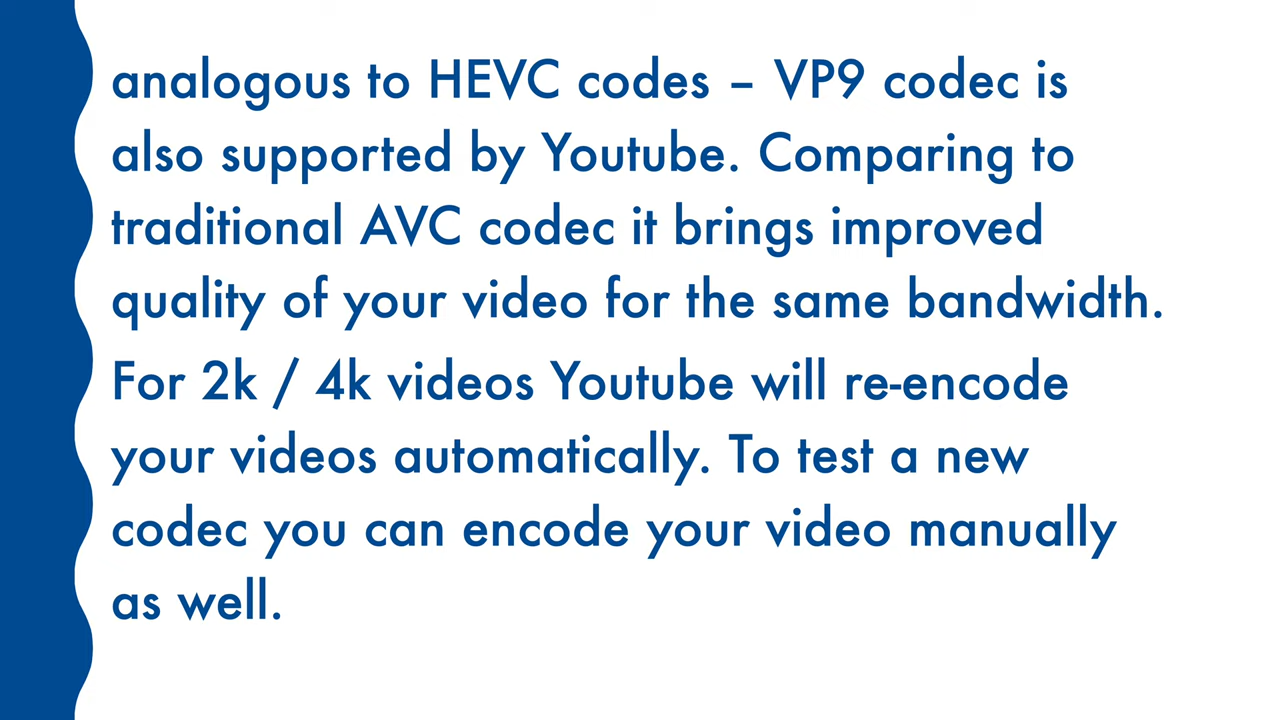 analogous to HEVC codes – VP9 codec is
also supported by Youtube. Comparing to
traditional AVC codec it brings improved
quality of your video for the same bandwidth.
For 2k / 4k videos Youtube will re-encode
your videos automatically. To test a new
codec you can encode your video manually
as well.